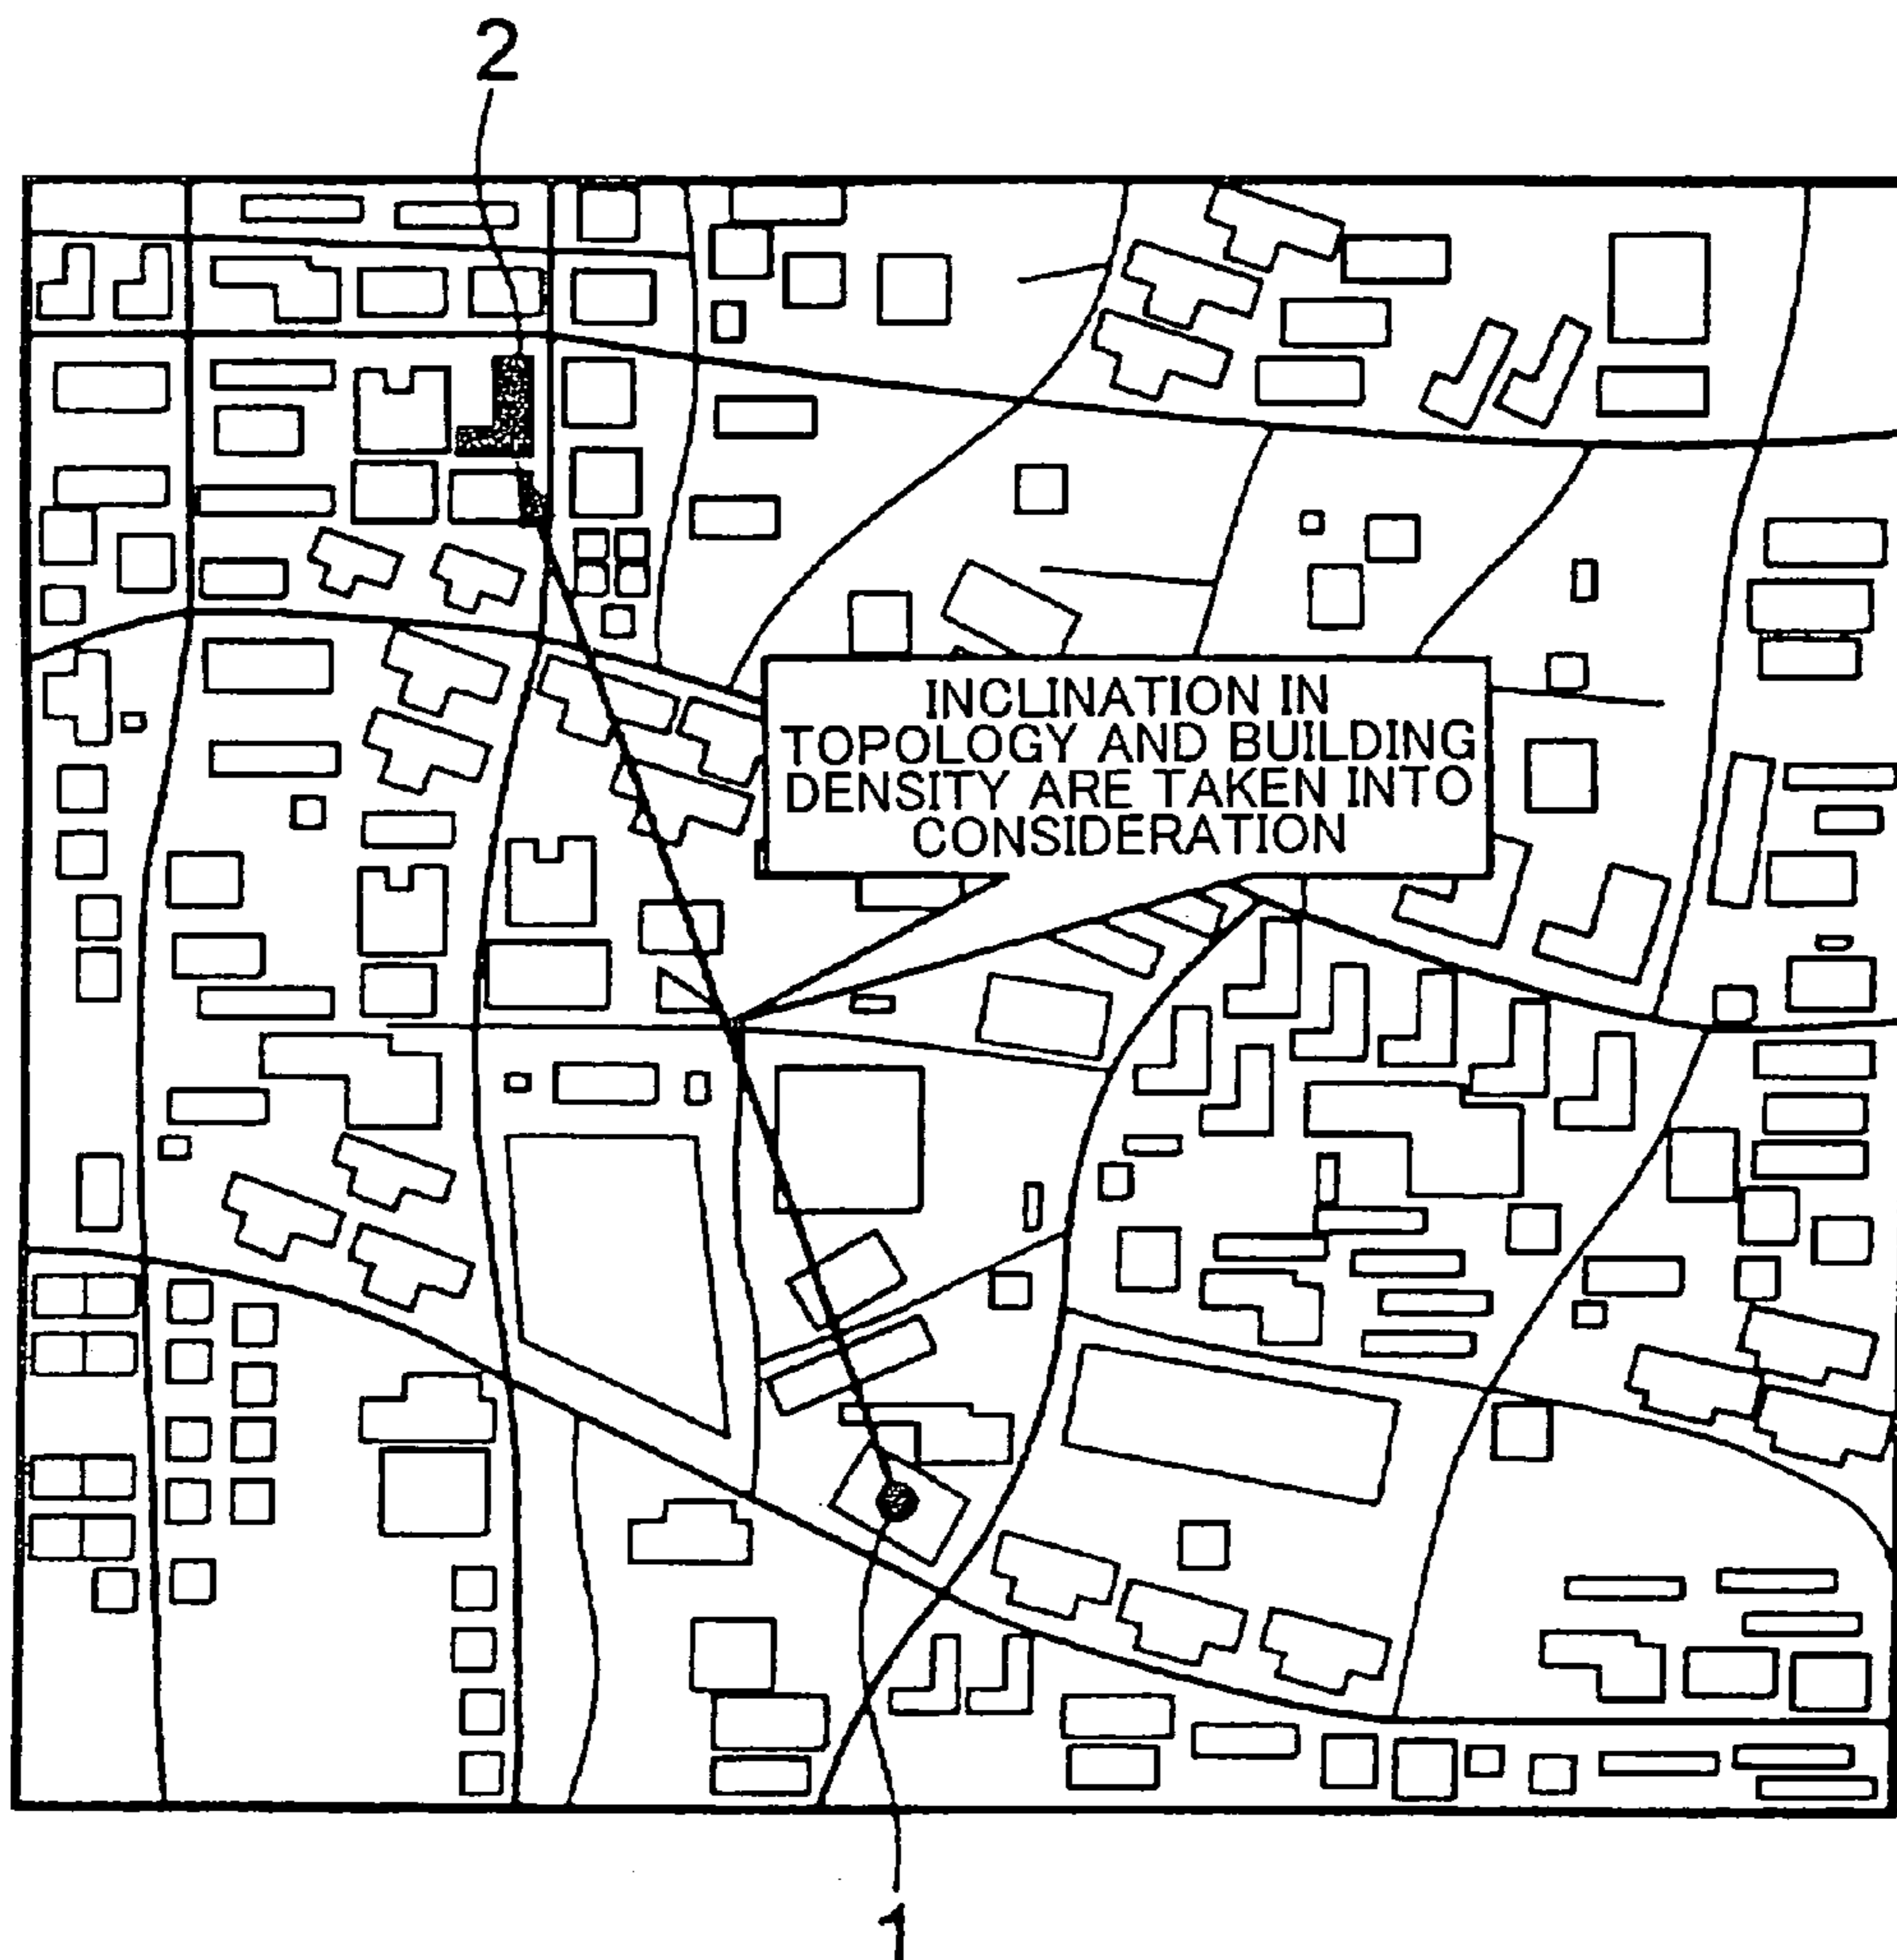 2
INCLINATION IN
TOPOLOGY AND BUILDING
DENSITY ARE TAKEN INTO
CONSIDERATION
1